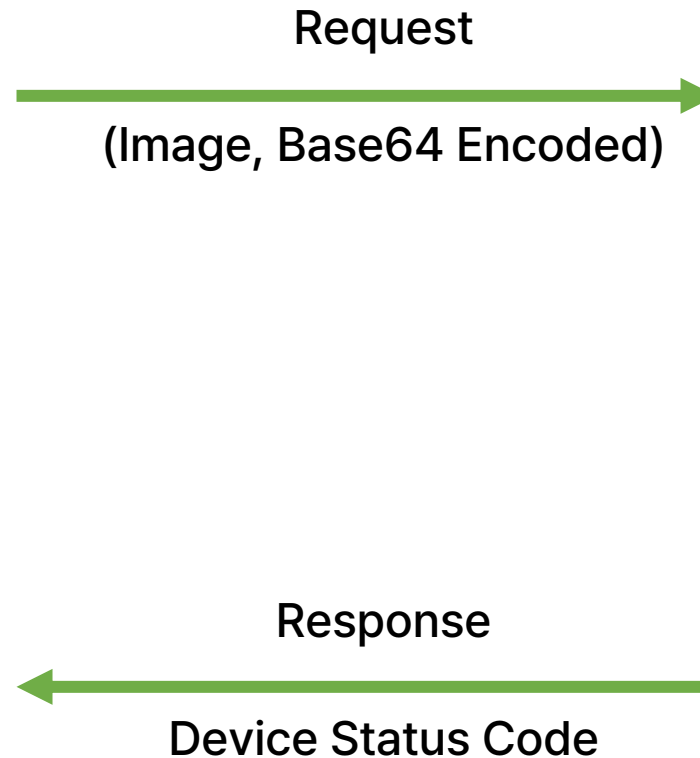 Request
(Image, Base64 Encoded)
Response
Device Status Code